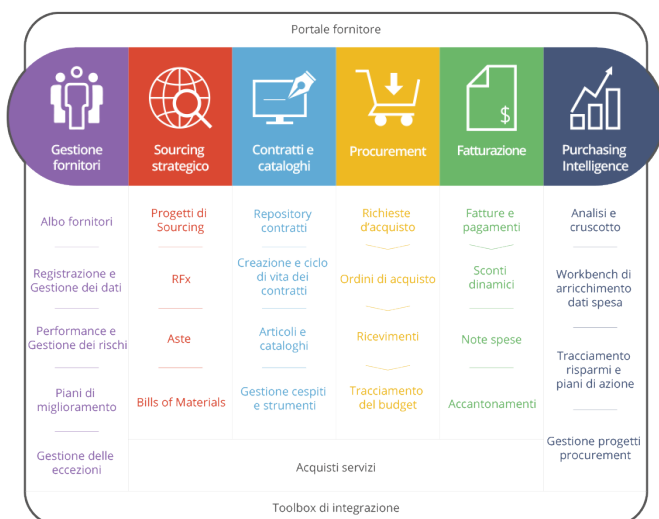 Portale fornitore
Gestione
fornitori
Sourcing
strategico
Contratti e
cataloghi
Procurement
Fatturazione
$
Purchasing
Intelligence
Albo fornitori
Registrazione e
Gestione dei dati
Performance e
Gestione dei rischi
Piani di
miglioramento
Gestione delle
eccezioni
Progetti di
Sourcing
RFx
Aste
Bills of Materials
Repository
contratti
Creazione e ciclo
di vita dei
contratti
Articoli e
cataloghi
Gestione cespiti
e strumenti
Richieste
d'acquisto
Ordini di acquisto
Ricevimenti
Tracciamento
del budget
Fatture e
pagamenti
Sconti
dinamici
Note spese
Accantonamenti
Analisi e
cruscotto
Workbench di
arricchimento
dati spesa
Tracciamento
risparmi e
piani di azione
Gestione progetti
procurement
Acquisti servizi
Toolbox di integrazione